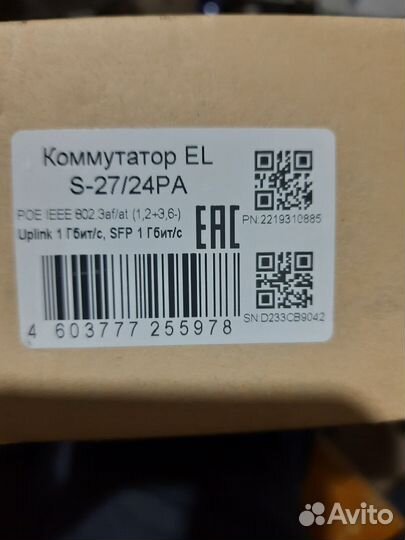 Коммутатор EL
S-27/24PA
POE IEEE 802.3af/at (1,2+3,6-)
Uplink 1 Гбит/с, SFP 1 Гбит/с
EAC
PN:2219310885
SN:D233CB9042
4 603777 255978
Avito